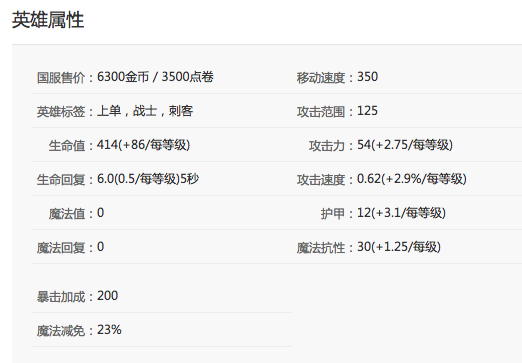 英雄属性
国服售价：6300金币 / 3500点卷 移动速度：350
英雄标签：上单，战士，刺客 攻击范围：125
生命值：414(+86/每等级) 攻击力：54(+2.75/每等级)
生命回复：6.0(0.5/每等级)5秒 攻击速度：0.62(+2.9%/每等级)
魔法值：0 护甲：12(+3.1/每等级)
魔法回复：0 魔法抗性：30(+1.25/每级)
暴击加成：200
魔法减免：23%